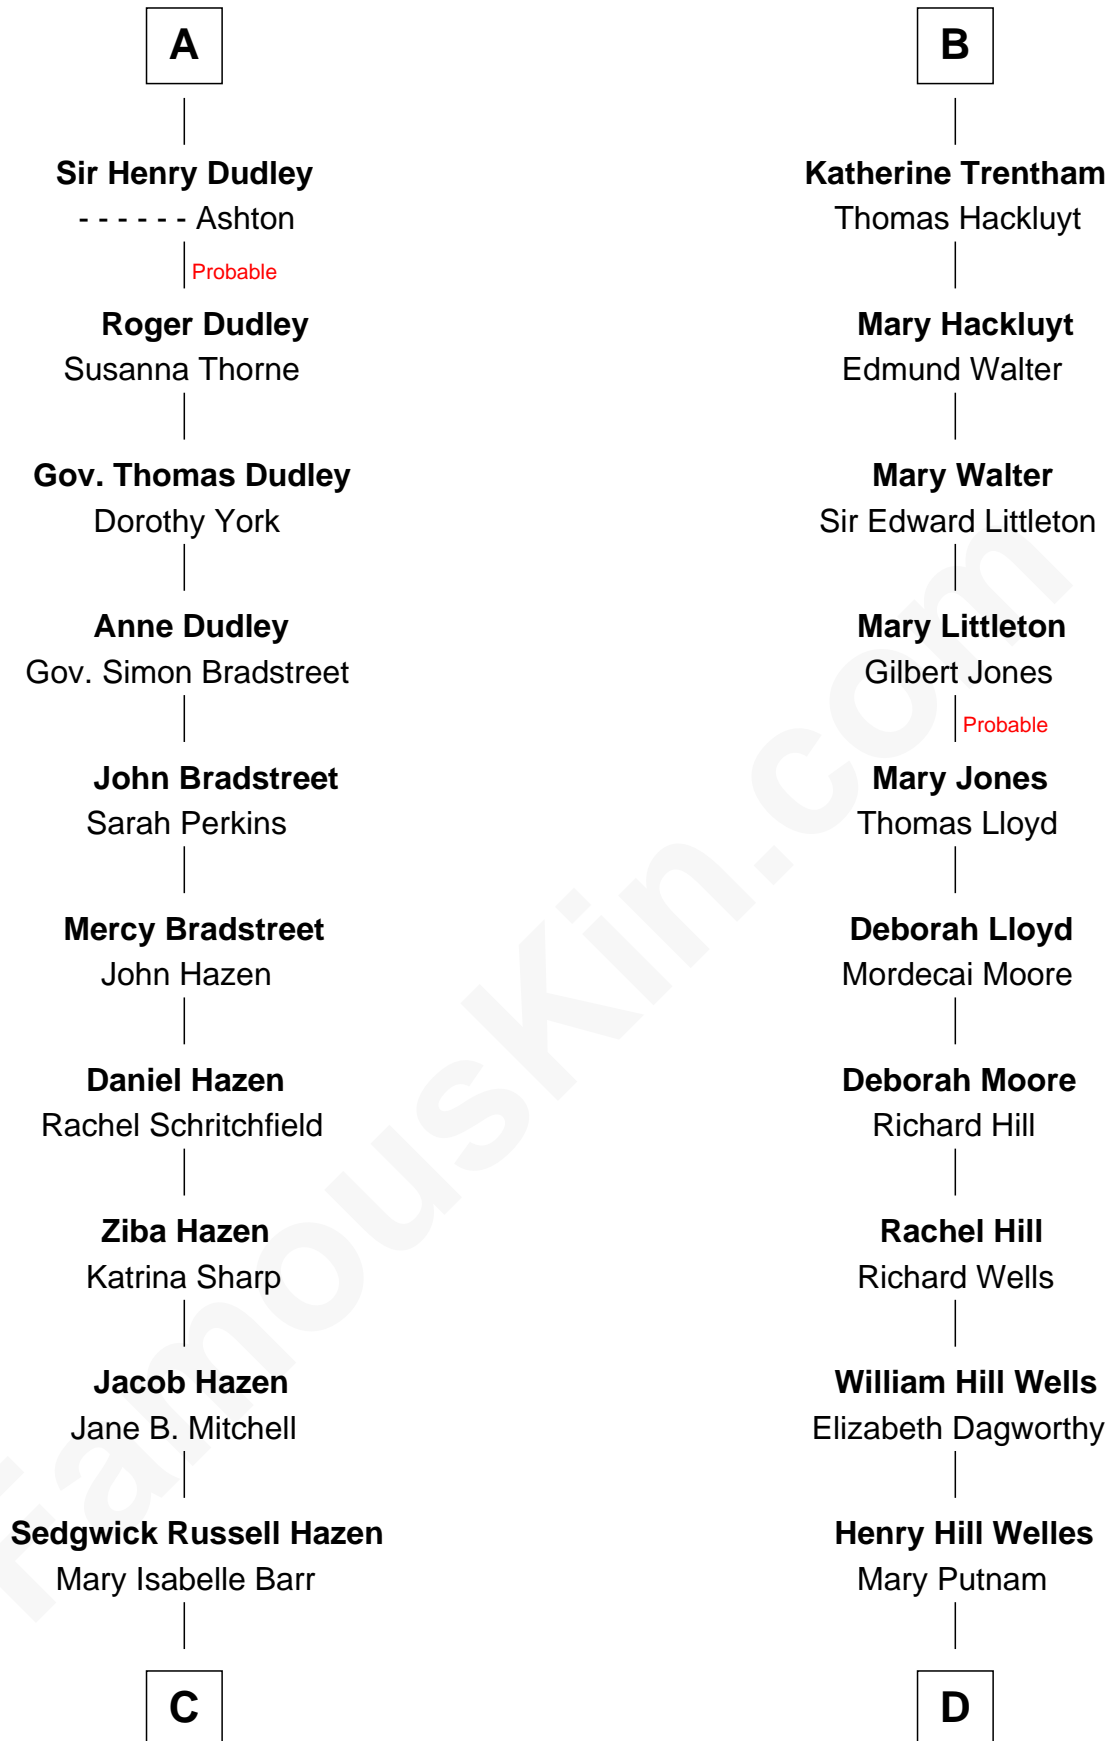 A
Sir Henry Dudley
- - - - - - Ashton
Probable
Roger Dudley
Susanna Thorne
Gov. Thomas Dudley
Dorothy York
Anne Dudley
Gov. Simon Bradstreet
John Bradstreet
Sarah Perkins
Mercy Bradstreet
John Hazen
Daniel Hazen
Rachel Schritchfield
Ziba Hazen
Katrina Sharp
Jacob Hazen
Jane B. Mitchell
Sedgwick Russell Hazen
Mary Isabelle Barr
C
B
Katherine Trentham
Thomas Hackluyt
Mary Hackluyt
Edmund Walter
Mary Walter
Sir Edward Littleton
Mary Littleton
Gilbert Jones
Probable
Mary Jones
Thomas Lloyd
Deborah Lloyd
Mordecai Moore
Deborah Moore
Richard Hill
Rachel Hill
Richard Wells
William Hill Wells
Elizabeth Dagworthy
Henry Hill Welles
Mary Putnam
D
FamousKin.com